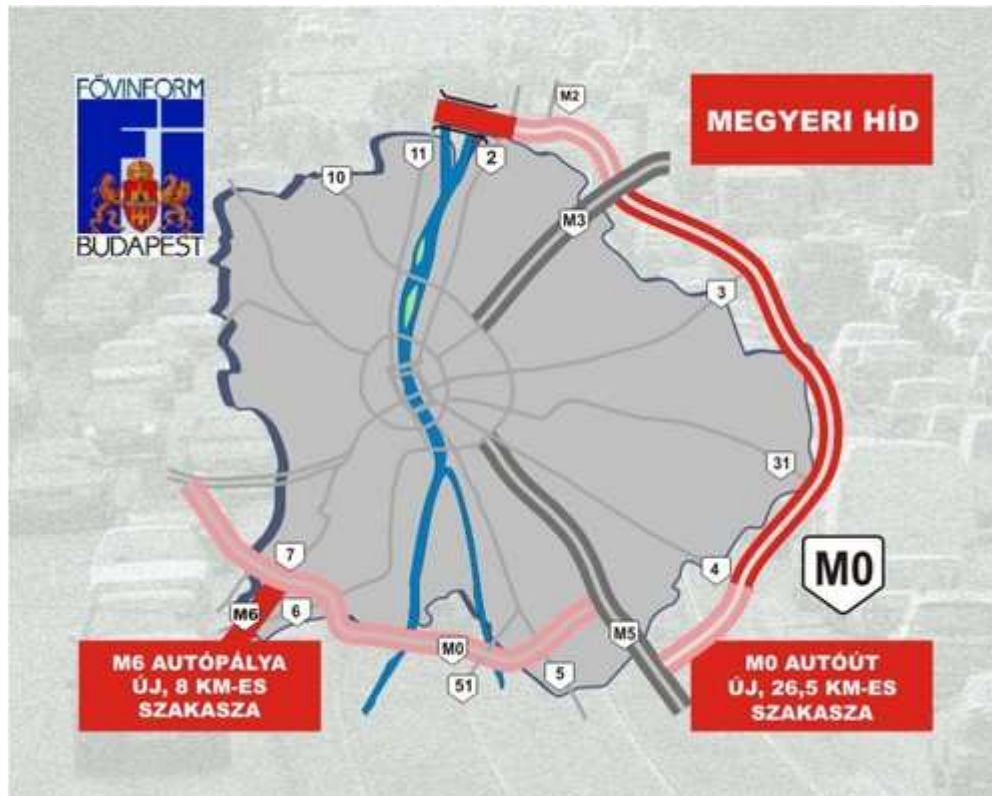 FŐVINFORM
BUDAPEST
M2
MEGYERI HÍD
11
2
10
M3
3
31
7
4
M0
M6
6
M0
M5
51
5
M6 AUTÓPÁLYA
ÚJ, 8 KM-ES
SZAKASZA
M0 AUTÓÚT
ÚJ, 26,5 KM-ES
SZAKASZA